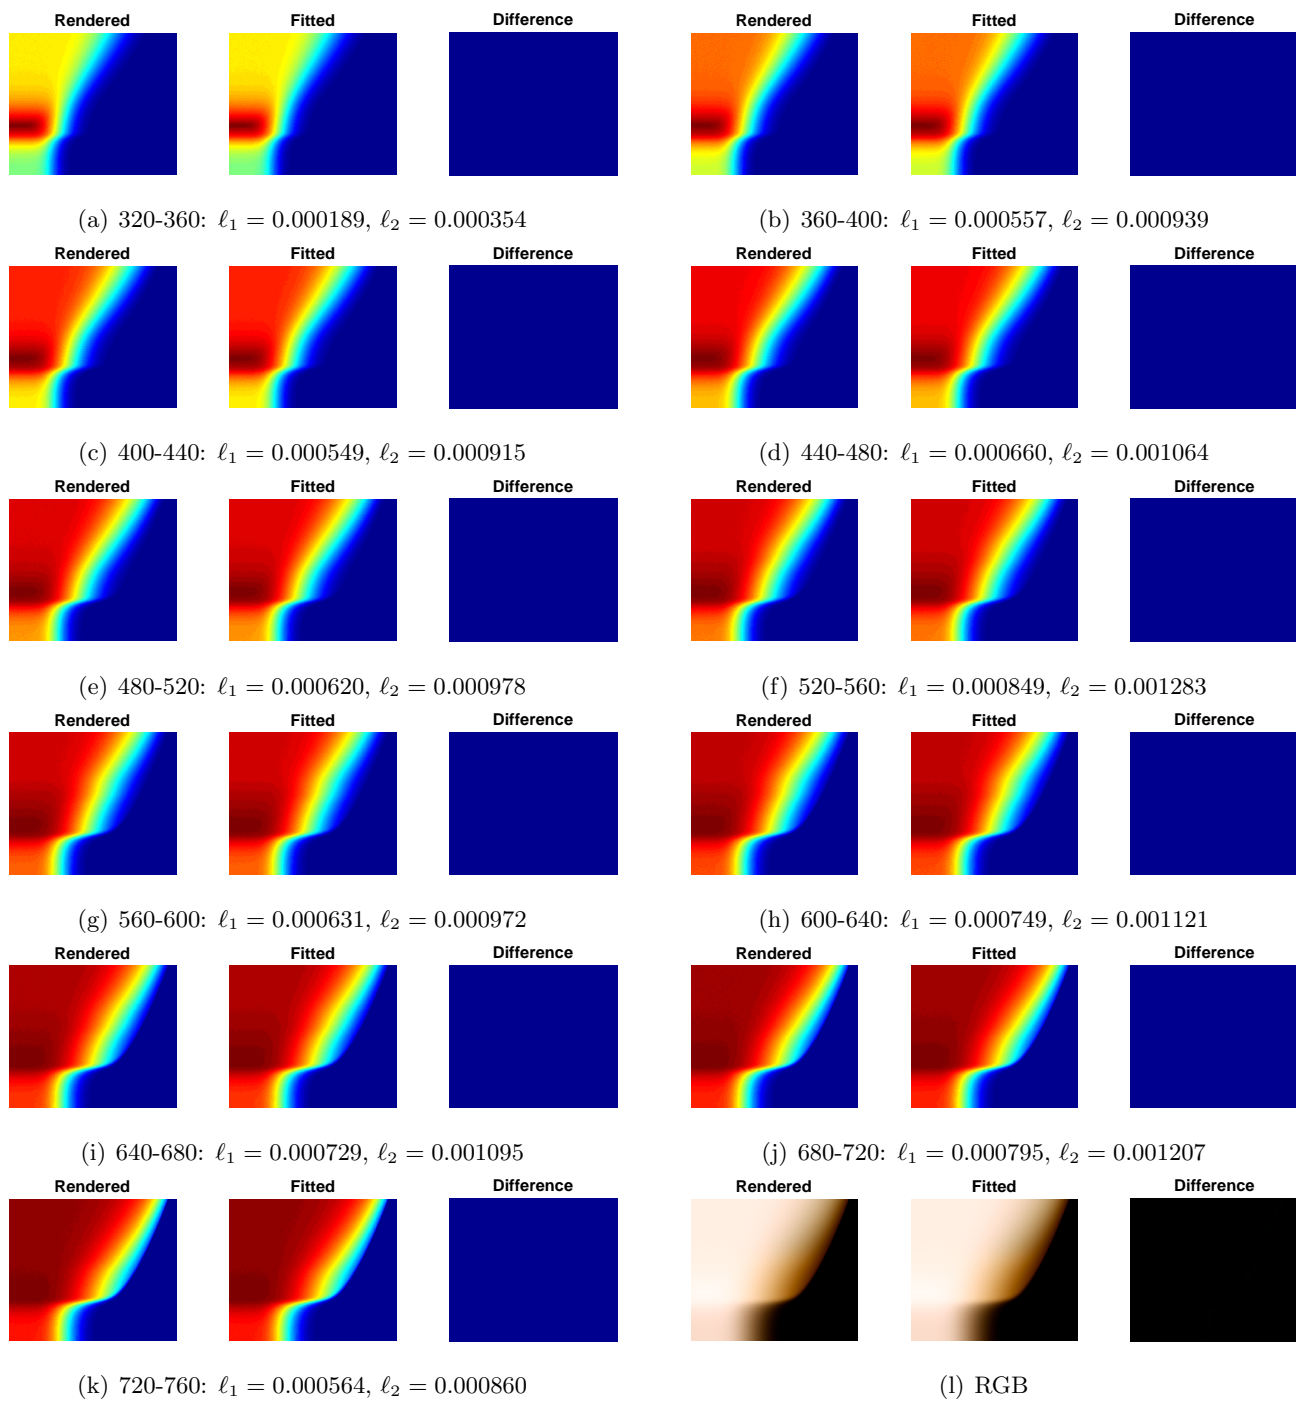 Rendered Fitted Difference Rendered Fitted Difference
(a) 320-360: ℓ₁ = 0.000189, ℓ₂ = 0.000354 (b) 360-400: ℓ₁ = 0.000557, ℓ₂ = 0.000939
Rendered Fitted Difference Rendered Fitted Difference
(c) 400-440: ℓ₁ = 0.000549, ℓ₂ = 0.000915 (d) 440-480: ℓ₁ = 0.000660, ℓ₂ = 0.001064
Rendered Fitted Difference Rendered Fitted Difference
(e) 480-520: ℓ₁ = 0.000620, ℓ₂ = 0.000978 (f) 520-560: ℓ₁ = 0.000849, ℓ₂ = 0.001283
Rendered Fitted Difference Rendered Fitted Difference
(g) 560-600: ℓ₁ = 0.000631, ℓ₂ = 0.000972 (h) 600-640: ℓ₁ = 0.000749, ℓ₂ = 0.001121
Rendered Fitted Difference Rendered Fitted Difference
(i) 640-680: ℓ₁ = 0.000729, ℓ₂ = 0.001095 (j) 680-720: ℓ₁ = 0.000795, ℓ₂ = 0.001207
Rendered Fitted Difference Rendered Fitted Difference
(k) 720-760: ℓ₁ = 0.000564, ℓ₂ = 0.000860 (l) RGB